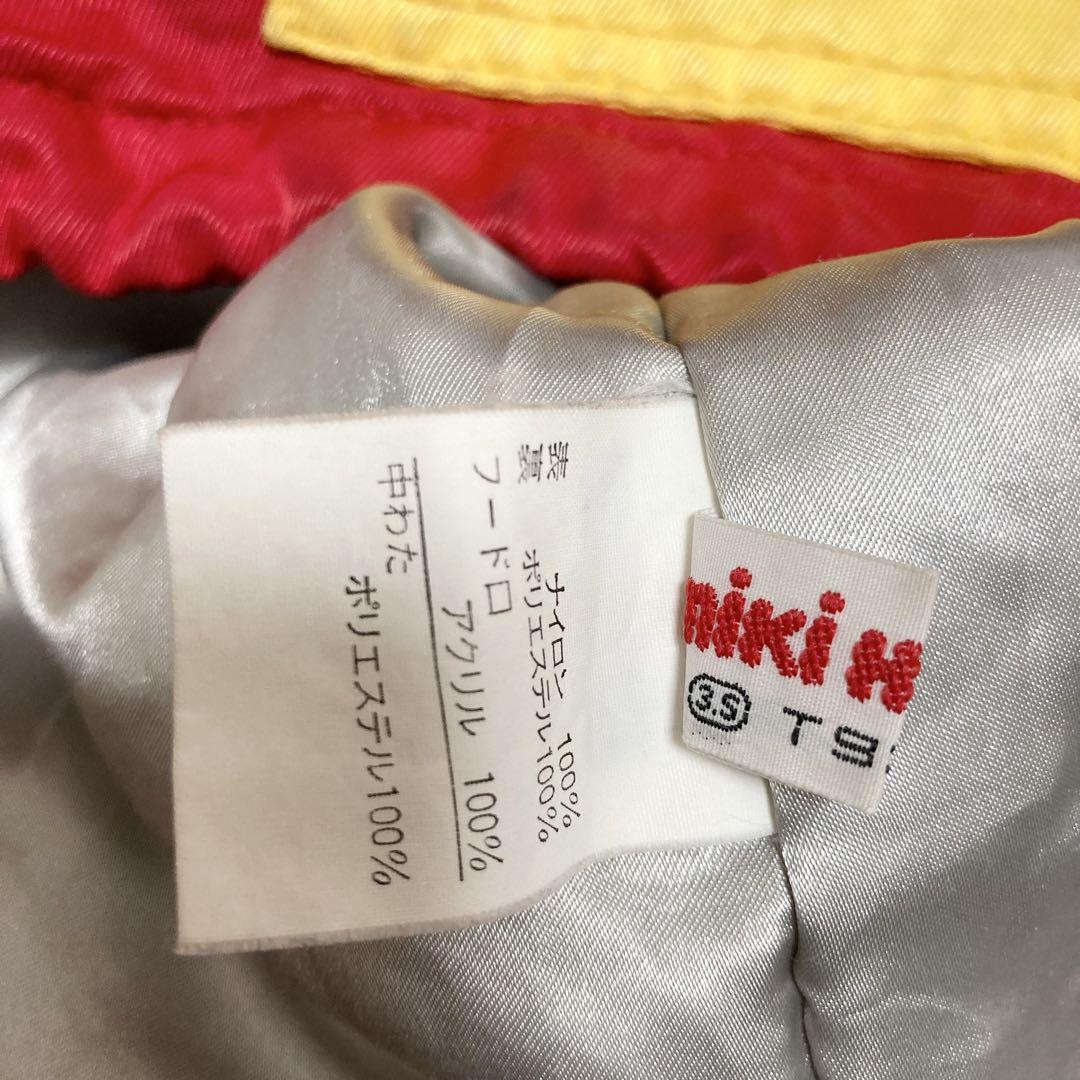 表 ナイロン 100%
裏 ポリエステル100%
フード口
アクリル 100%
中わた
ポリエステル100%
miki H
3.S T9